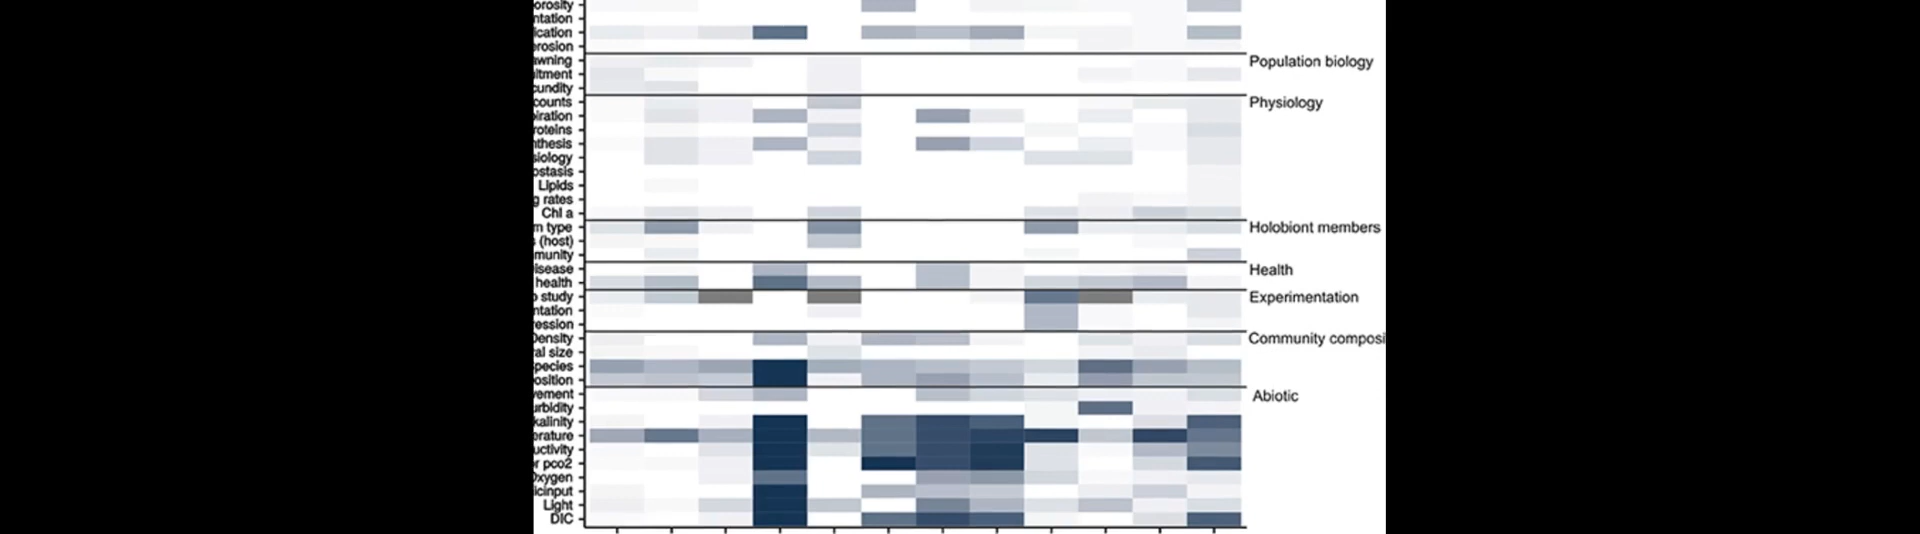 orosity
ntation
ication
erosion
awning
Population biology
uitment
cundity
counts
Physiology
piration
roteins
nthesis
siology
ostasis
Lipids
g rates
Chl a
m type
Holobiont members
s (host)
munity
isease
Health
health
o study
Experimentation
ntation
ression
Density
Community composi
ral size
pecies
osition
vement
Abiotic
urbidity
kalinity
erature
uctivity
r pco2
Oxygen
icinput
Light
DIC